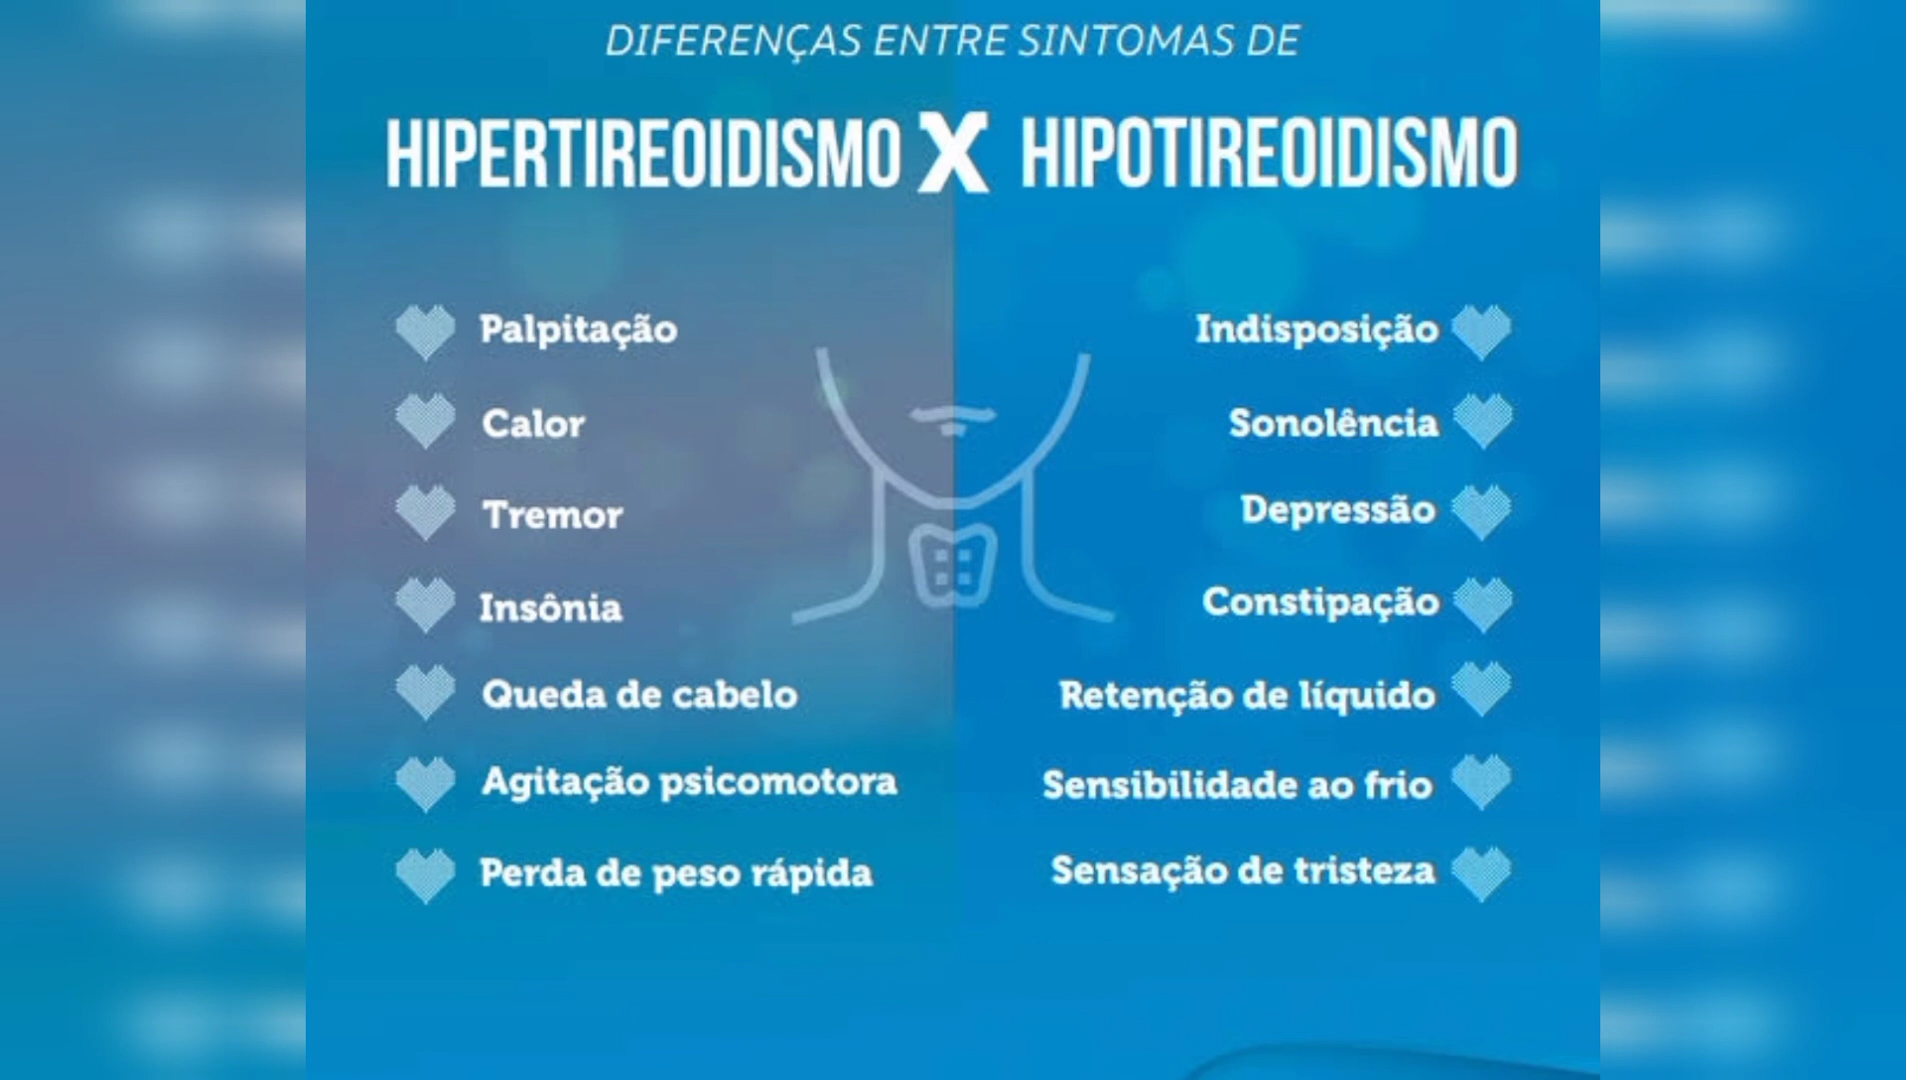 DIFERENÇAS ENTRE SINTOMAS DE
HIPERTIREOIDISMO X HIPOTIREOIDISMO
Palpitação
Calor
Tremor
Insônia
Queda de cabelo
Agitação psicomotora
Perda de peso rápida
Indisposição
Sonolência
Depressão
Constipação
Retenção de líquido
Sensibilidade ao frio
Sensação de tristeza